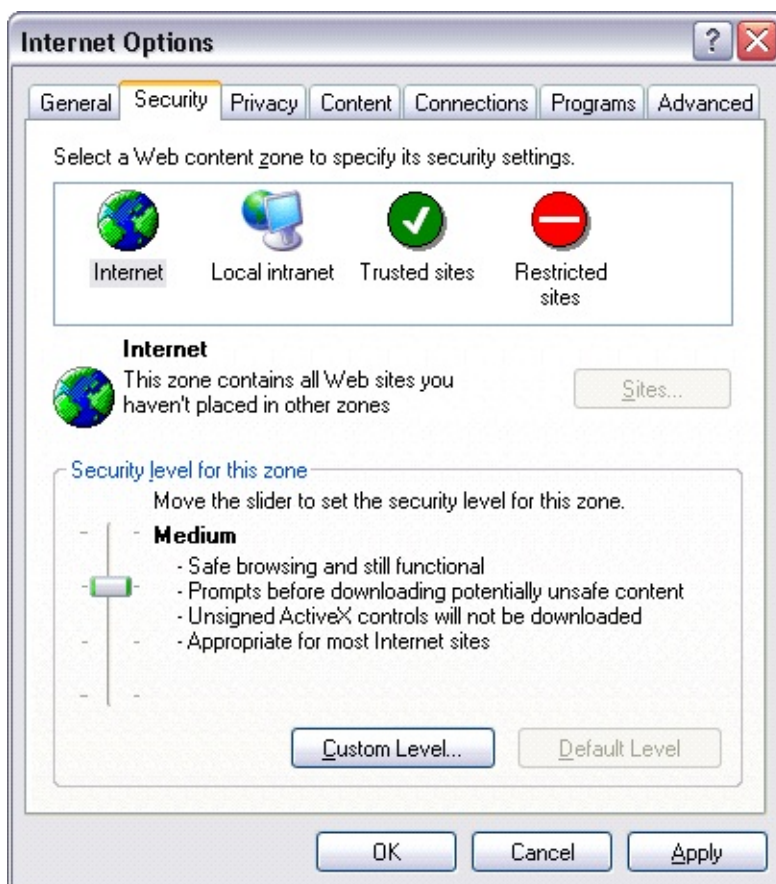 Internet Options
General Security Privacy Content Connections Programs Advanced
Select a Web content zone to specify its security settings.
Internet Local intranet Trusted sites Restricted sites
Internet
This zone contains all Web sites you
haven't placed in other zones
Sites...
Security level for this zone
Move the slider to set the security level for this zone.
Medium
- Safe browsing and still functional
- Prompts before downloading potentially unsafe content
- Unsigned ActiveX controls will not be downloaded
- Appropriate for most Internet sites
Custom Level... Default Level
OK Cancel Apply